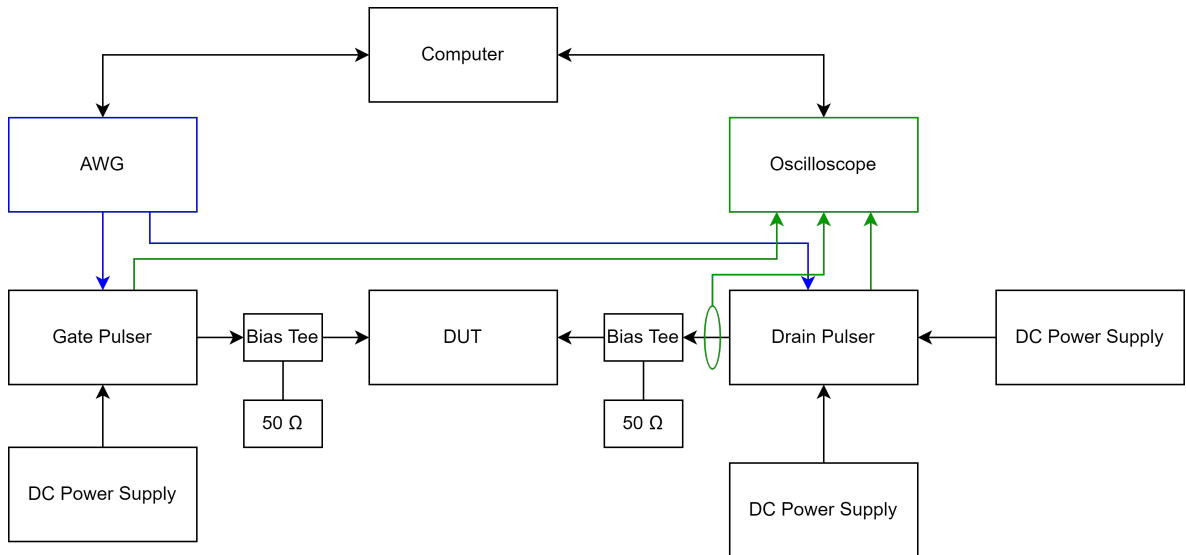 Computer
AWG
Oscilloscope
Gate Pulser
Bias Tee
DUT
Bias Tee
Drain Pulser
DC Power Supply
50 Ω
50 Ω
DC Power Supply
DC Power Supply